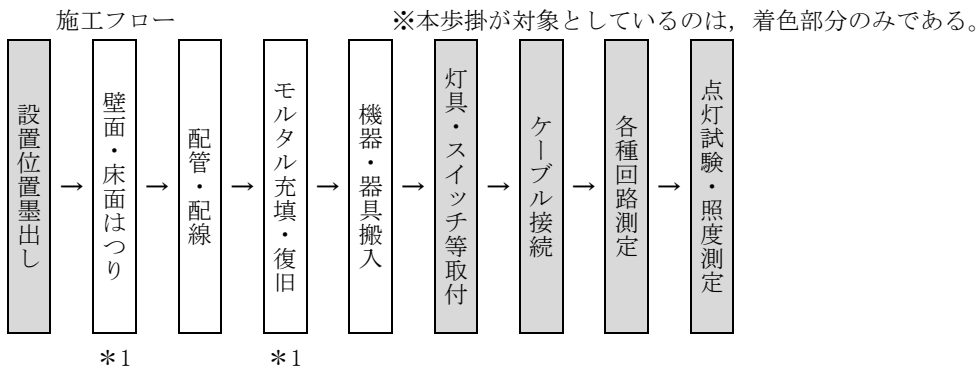 施工フロー
※本歩掛が対象としているのは，着色部分のみである。
設置位置墨出し
→
壁面・床面はつり
→
配管・配線
→
モルタル充填・復旧
→
機器・器具搬入
→
灯具・スイッチ等取付
→
ケーブル接続
→
各種回路測定
→
点灯試験・照度測定
＊1
＊1